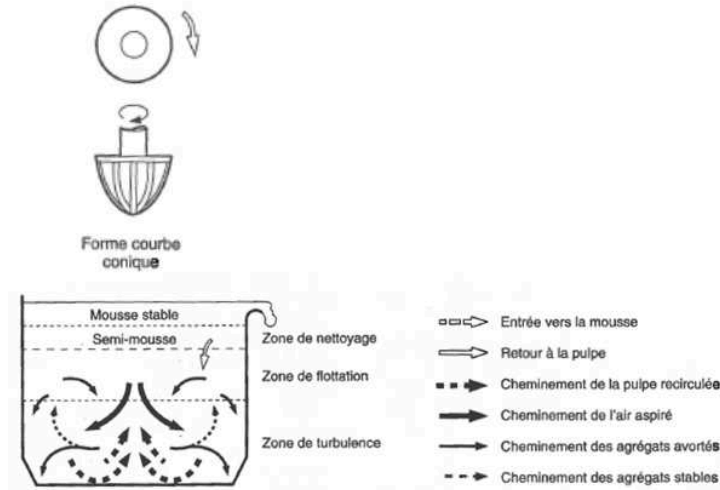 Forme courbe
conique
Mousse stable
Semi-mousse
Zone de nettoyage
Zone de flottation
Zone de turbulence
Entrée vers la mousse
Retour à la pulpe
Cheminement de la pulpe recirculée
Cheminement de l'air aspiré
Cheminement des agrégats avortés
Cheminement des agrégats stables